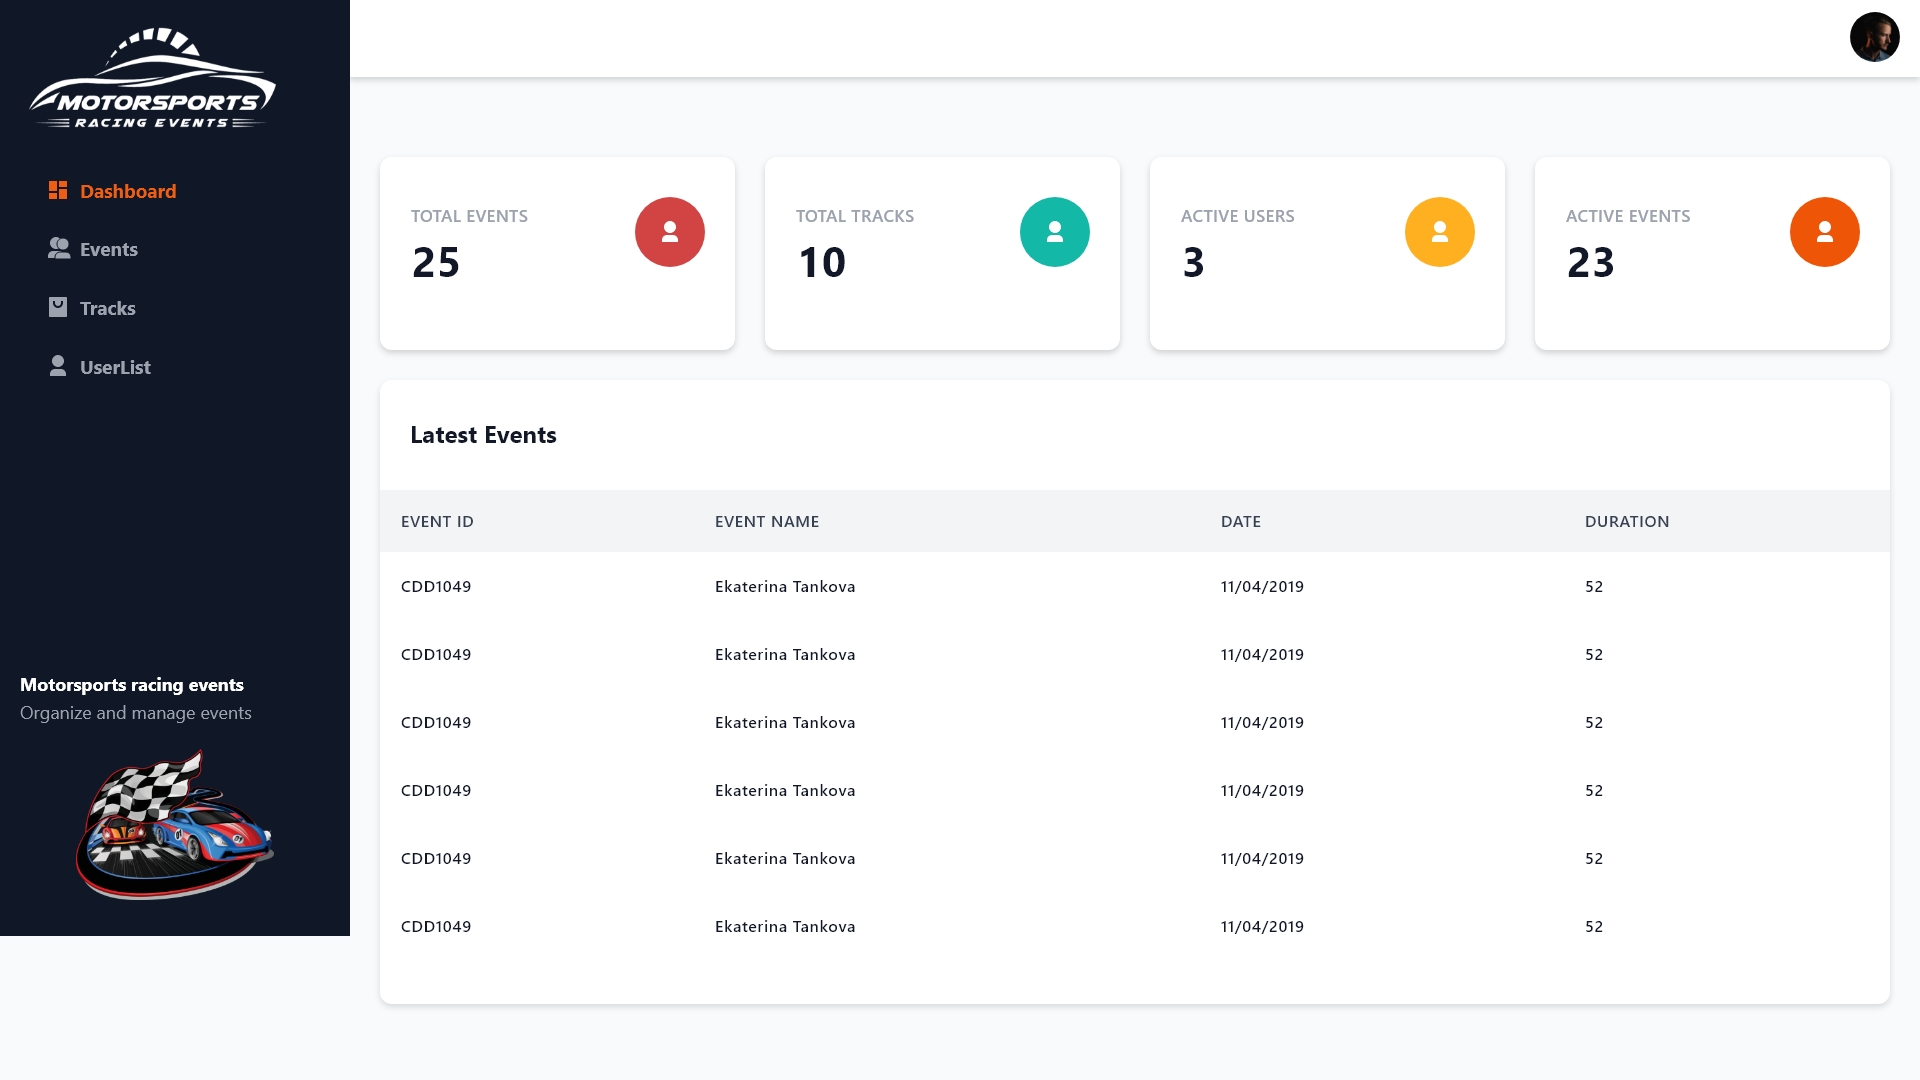 MOTORSPORTS
RACING EVENTS
Dashboard
Events
Tracks
UserList
Motorsports racing events
Organize and manage events
TOTAL EVENTS
25
TOTAL TRACKS
10
ACTIVE USERS
3
ACTIVE EVENTS
23
Latest Events
EVENT ID EVENT NAME DATE DURATION
CDD1049 Ekaterina Tankova 11/04/2019 52
CDD1049 Ekaterina Tankova 11/04/2019 52
CDD1049 Ekaterina Tankova 11/04/2019 52
CDD1049 Ekaterina Tankova 11/04/2019 52
CDD1049 Ekaterina Tankova 11/04/2019 52
CDD1049 Ekaterina Tankova 11/04/2019 52